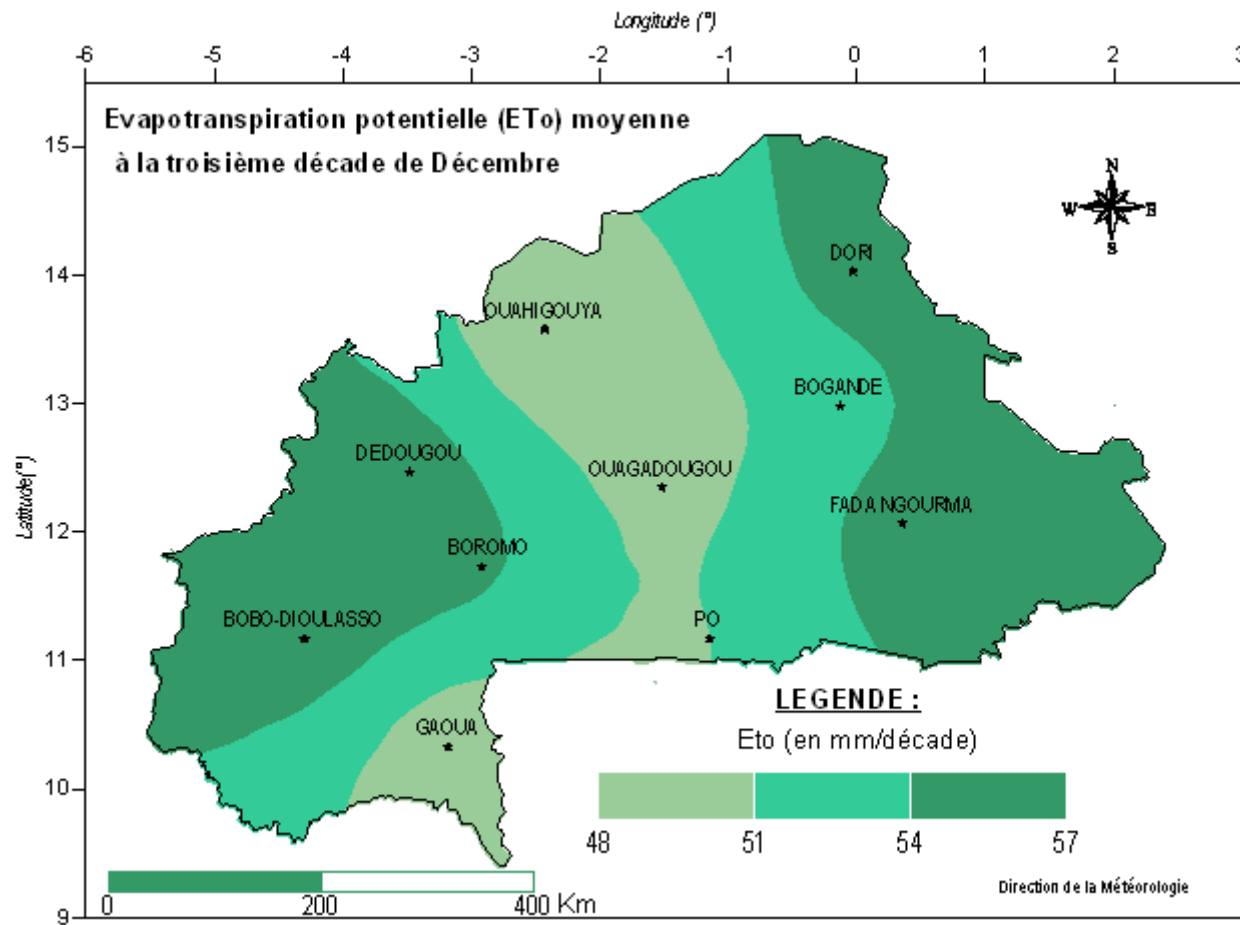 Longitude (°)
-6 -5 -4 -3 -2 -1 0 1 2 3
Evapotranspiration potentielle (ETo) moyenne
à la troisième décade de Décembre
15
N
W E
S
DORI
14
OUAHIGOUYA
13
BOGANDE
DEDOUGOU
OUAGADOUGOU
FADA NGOURMA
Latitude(°)
12
BOROMO
BOBO-DIOULASSO
PO
11
LEGENDE :
GAOUA
Eto (en mm/décade)
10
48 51 54 57
Direction de la Météorologie
0 200 400 Km
9